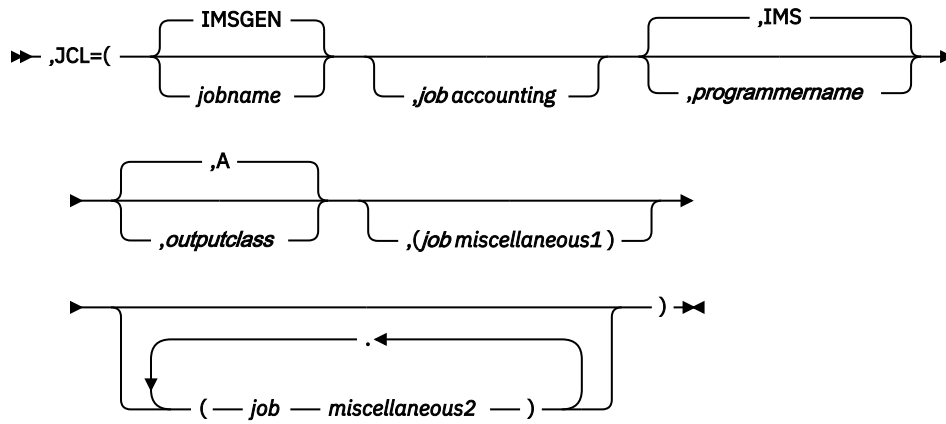 IMSGEN ,IMS
,JCL=(
jobname ,job accounting ,programmername
,A
,outputclass ,(job miscellaneous1)
)
.
( job miscellaneous2 )